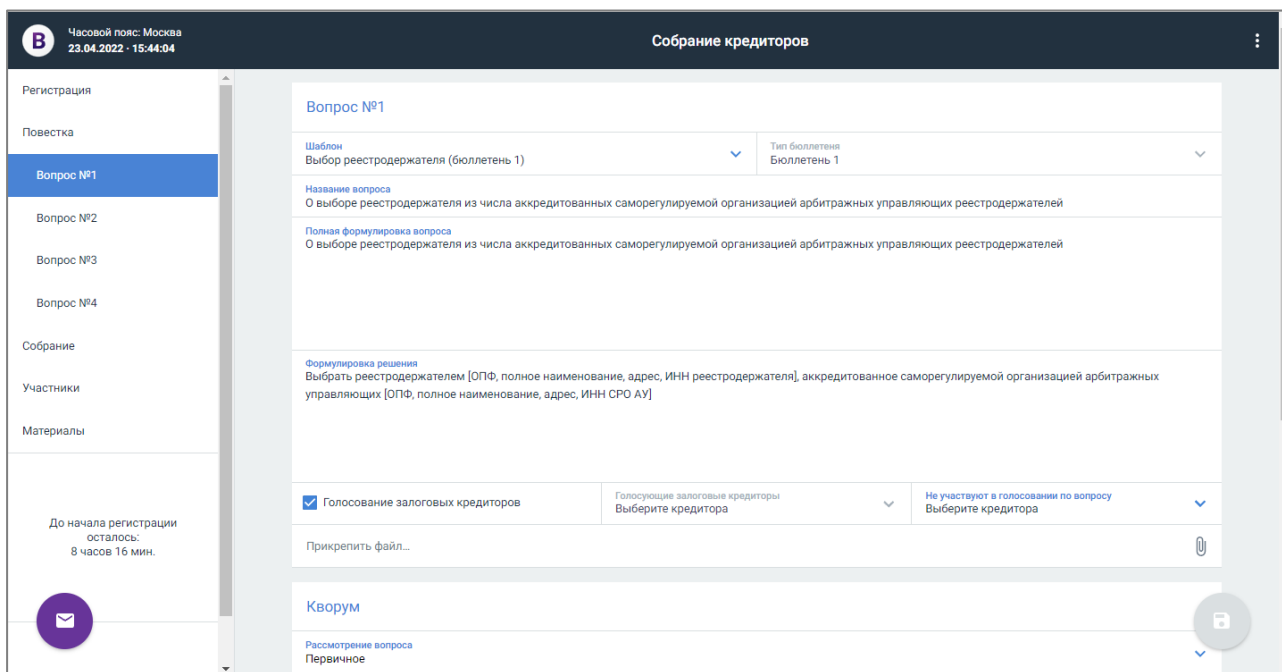 B
Часовой пояс: Москва
23.04.2022 · 15:44:04
Собрание кредиторов
Регистрация
Повестка
Вопрос №1
Вопрос №2
Вопрос №3
Вопрос №4
Собрание
Участники
Материалы
До начала регистрации
осталось:
8 часов 16 мин.
Вопрос №1
Шаблон
Выбор реестродержателя (бюллетень 1)
Тип бюллетеня
Бюллетень 1
Название вопроса
О выборе реестродержателя из числа аккредитованных саморегулируемой организацией арбитражных управляющих реестродержателей
Полная формулировка вопроса
О выборе реестродержателя из числа аккредитованных саморегулируемой организацией арбитражных управляющих реестродержателей
Формулировка решения
Выбрать реестродержателем [ОПФ, полное наименование, адрес, ИНН реестродержателя], аккредитованное саморегулируемой организацией арбитражных
управляющих [ОПФ, полное наименование, адрес, ИНН СРО АУ]
Голосование залоговых кредиторов
Голосующие залоговые кредиторы
Выберите кредитора
Не участвуют в голосовании по вопросу
Выберите кредитора
Прикрепить файл...
Кворум
Рассмотрение вопроса
Первичное